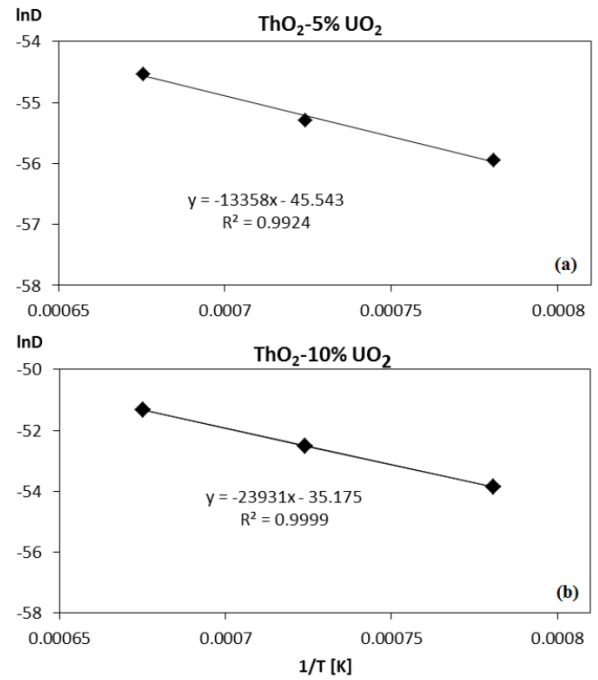 lnD
ThO₂-5% UO₂
-54
-55
-56
-57
-58
y = -13358x - 45.543
R² = 0.9924
(a)
0.00065 0.0007 0.00075 0.0008
lnD
ThO₂-10% UO₂
-50
-52
-54
-56
-58
y = -23931x - 35.175
R² = 0.9999
(b)
0.00065 0.0007 0.00075 0.0008
1/T [K]